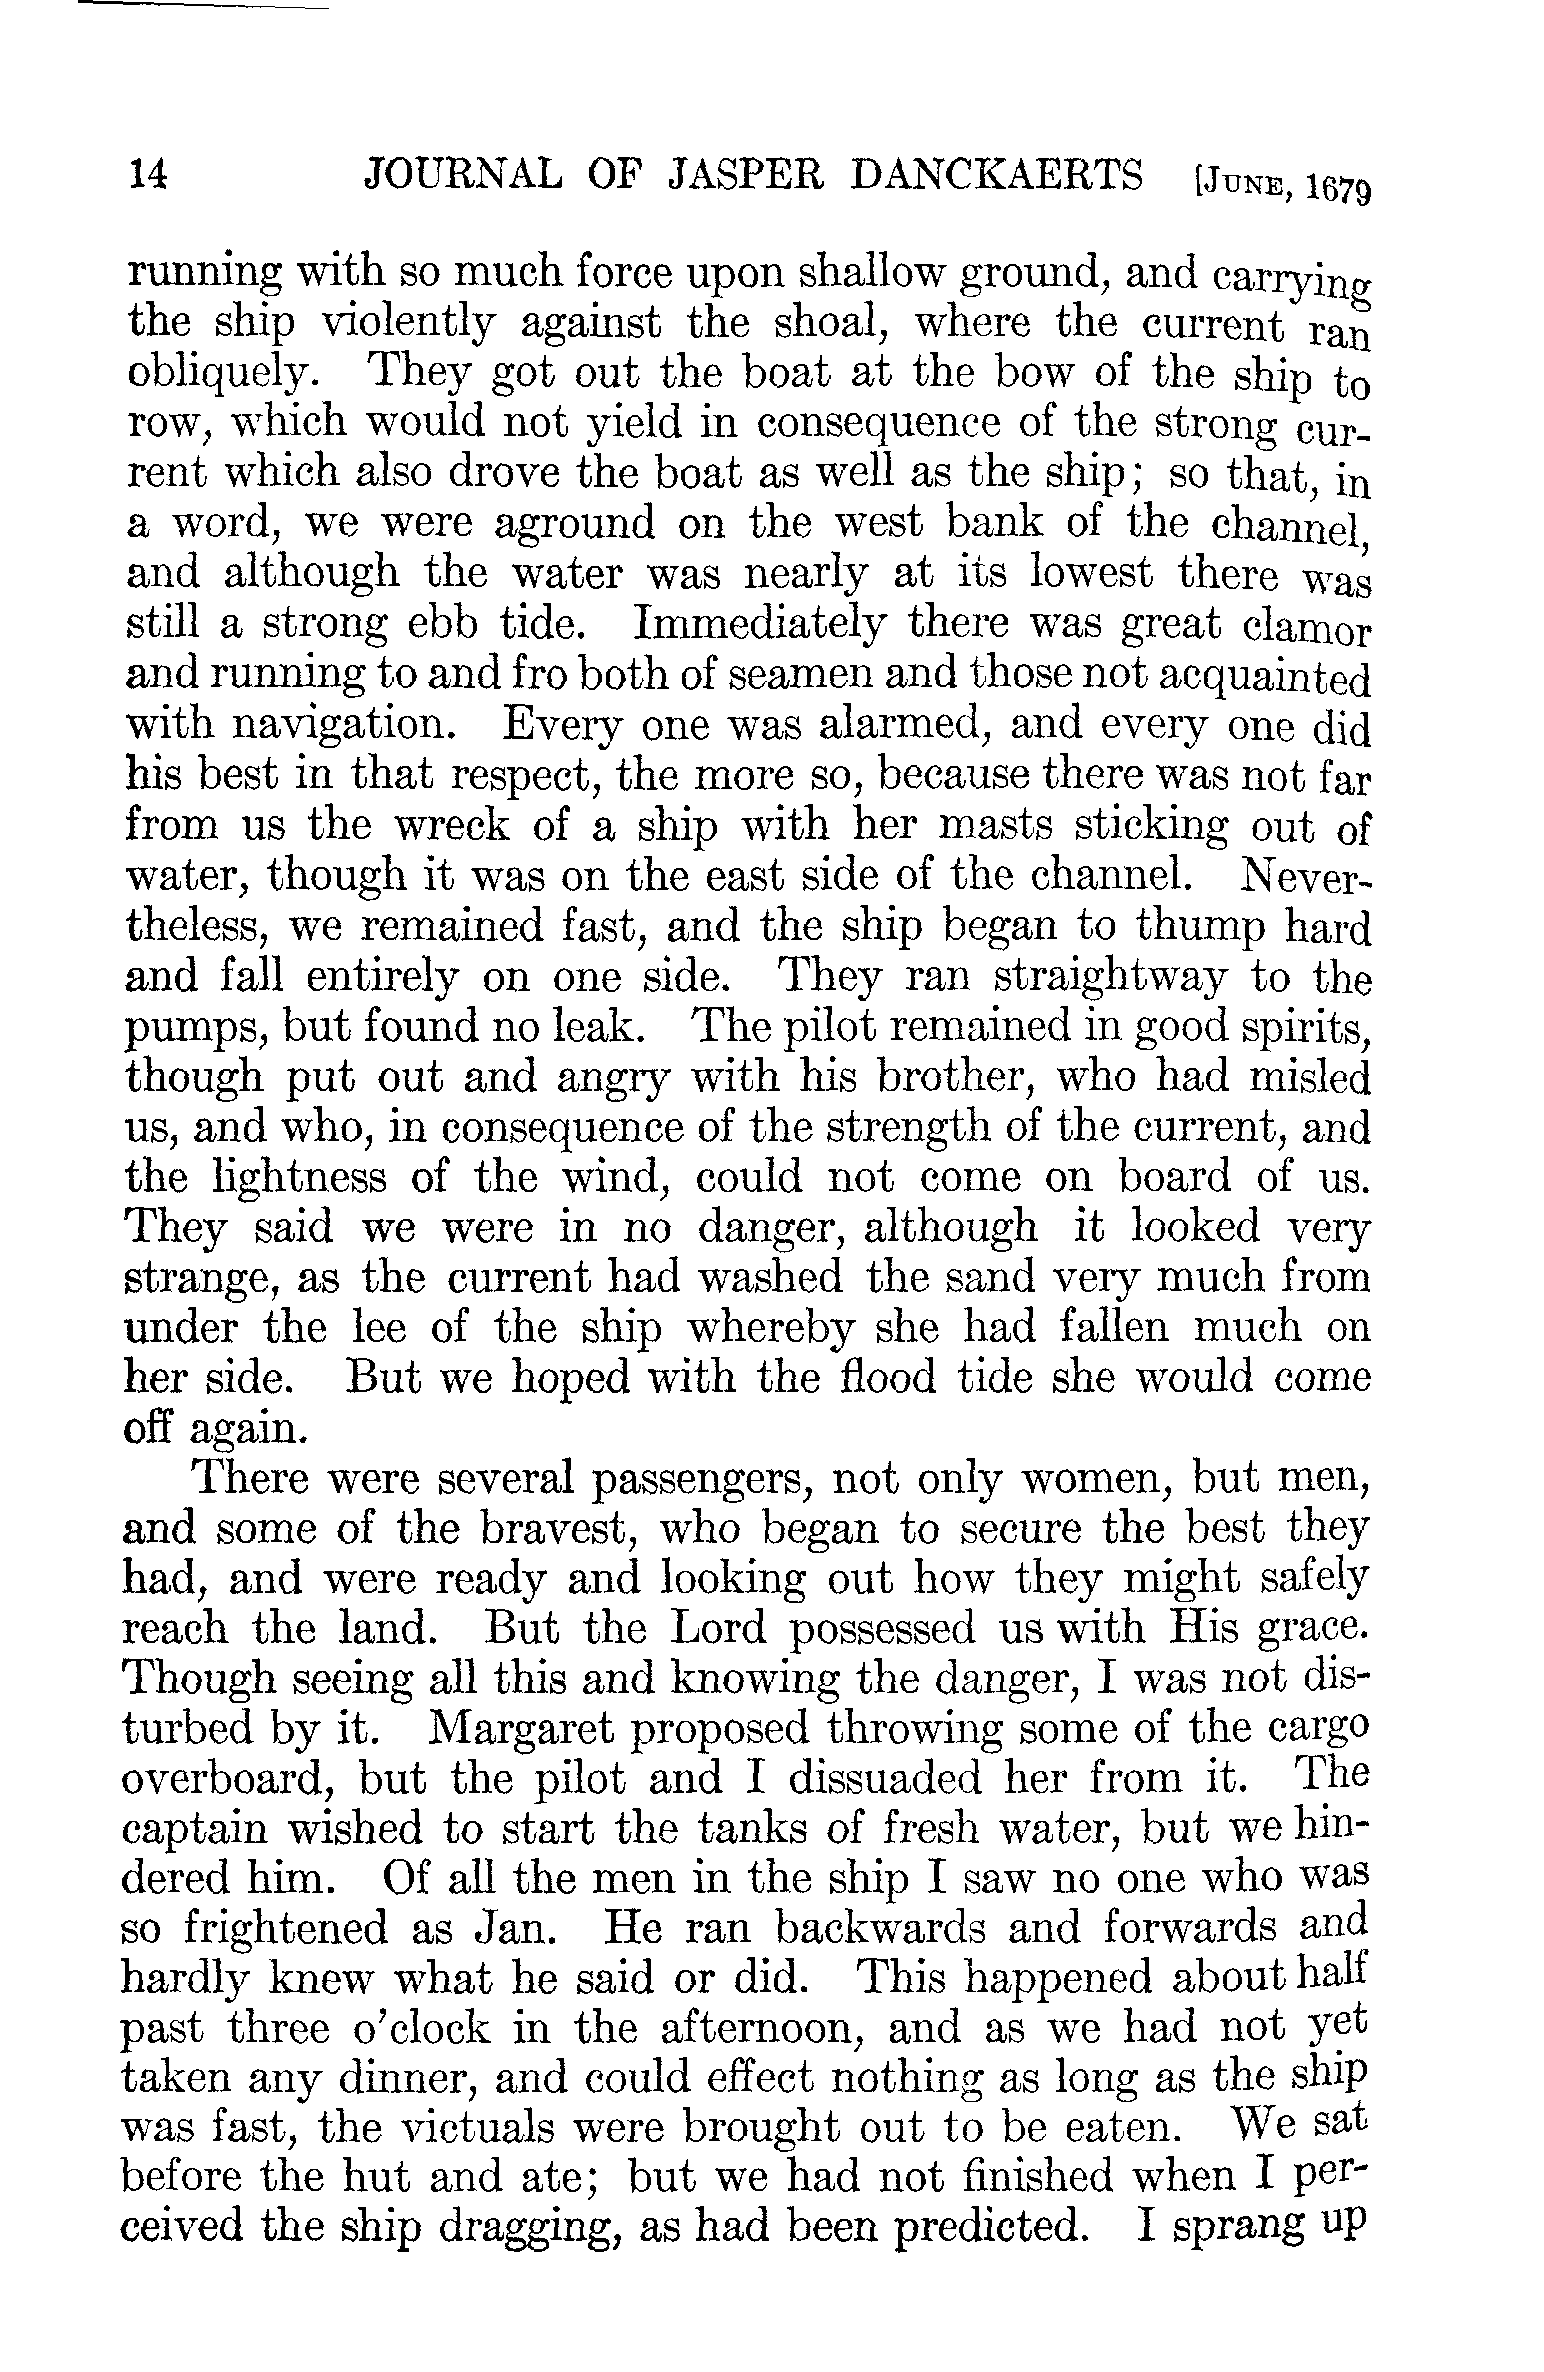 14 JOURNAL OF JASPER DANCKAERTS [JUNE, 1679
running with so much force upon shallow ground, and carrying
the ship violently against the shoal, where the current ran
obliquely. They got out the boat at the bow of the ship to
row, which would not yield in consequence of the strong cur-
rent which also drove the boat as well as the ship; so that, in
a word, we were aground on the west bank of the channel,
and although the water was nearly at its lowest there was
still a strong ebb tide. Immediately there was great clamor
and running to and fro both of seamen and those not acquainted
with navigation. Every one was alarmed, and every one did
his best in that respect, the more so, because there was not far
from us the wreck of a ship with her masts sticking out of
water, though it was on the east side of the channel. Never-
theless, we remained fast, and the ship began to thump hard
and fall entirely on one side. They ran straightway to the
pumps, but found no leak. The pilot remained in good spirits,
though put out and angry with his brother, who had misled
us, and who, in consequence of the strength of the current, and
the lightness of the wind, could not come on board of us.
They said we were in no danger, although it looked very
strange, as the current had washed the sand very much from
under the lee of the ship whereby she had fallen much on
her side. But we hoped with the flood tide she would come
off again.
There were several passengers, not only women, but men,
and some of the bravest, who began to secure the best they
had, and were ready and looking out how they might safely
reach the land. But the Lord possessed us with His grace.
Though seeing all this and knowing the danger, I was not dis-
turbed by it. Margaret proposed throwing some of the cargo
overboard, but the pilot and I dissuaded her from it. The
captain wished to start the tanks of fresh water, but we hin-
dered him. Of all the men in the ship I saw no one who was
so frightened as Jan. He ran backwards and forwards and
hardly knew what he said or did. This happened about half
past three o'clock in the afternoon, and as we had not yet
taken any dinner, and could effect nothing as long as the ship
was fast, the victuals were brought out to be eaten. We sat
before the hut and ate; but we had not finished when I per-
ceived the ship dragging, as had been predicted. I sprang up